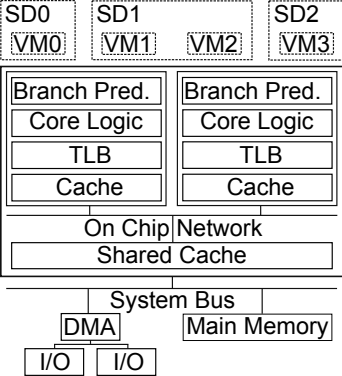 SD0 SD1 SD2
VM0 VM1 VM2 VM3
Branch Pred. Branch Pred.
Core Logic Core Logic
TLB TLB
Cache Cache
On Chip Network
Shared Cache
System Bus
DMA Main Memory
I/O I/O